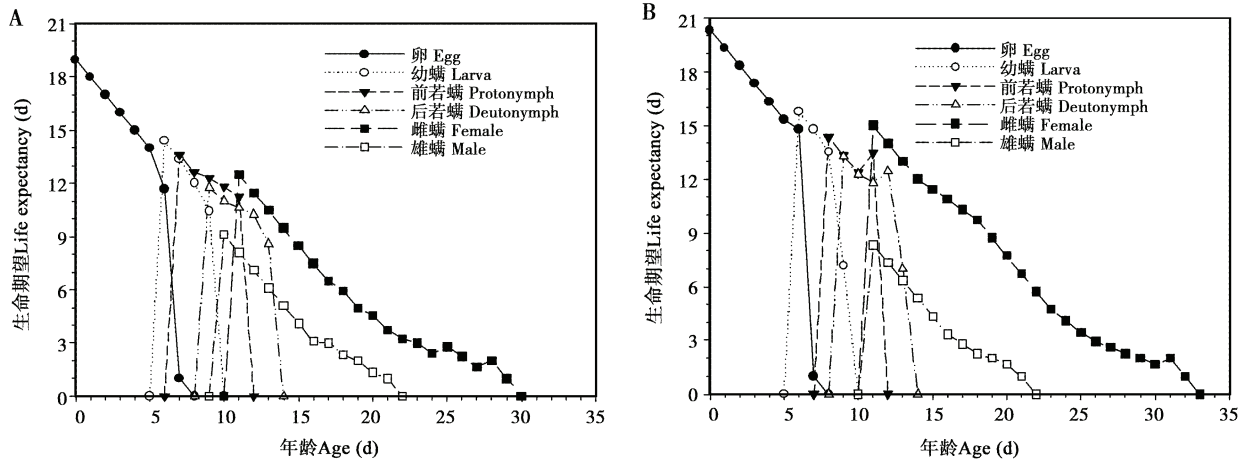 A
生命期望Life expectancy (d)
21
18
15
12
9
6
3
0
卵 Egg
幼螨 Larva
前若螨 Protonymph
后若螨 Deutonymph
雌螨 Female
雄螨 Male
0 5 10 15 20 25 30 35
年龄Age (d)
B
生命期望Life expectancy (d)
21
18
15
12
9
6
3
0
卵 Egg
幼螨 Larva
前若螨 Protonymph
后若螨 Deutonymph
雌螨 Female
雄螨 Male
0 5 10 15 20 25 30 35
年龄Age (d)